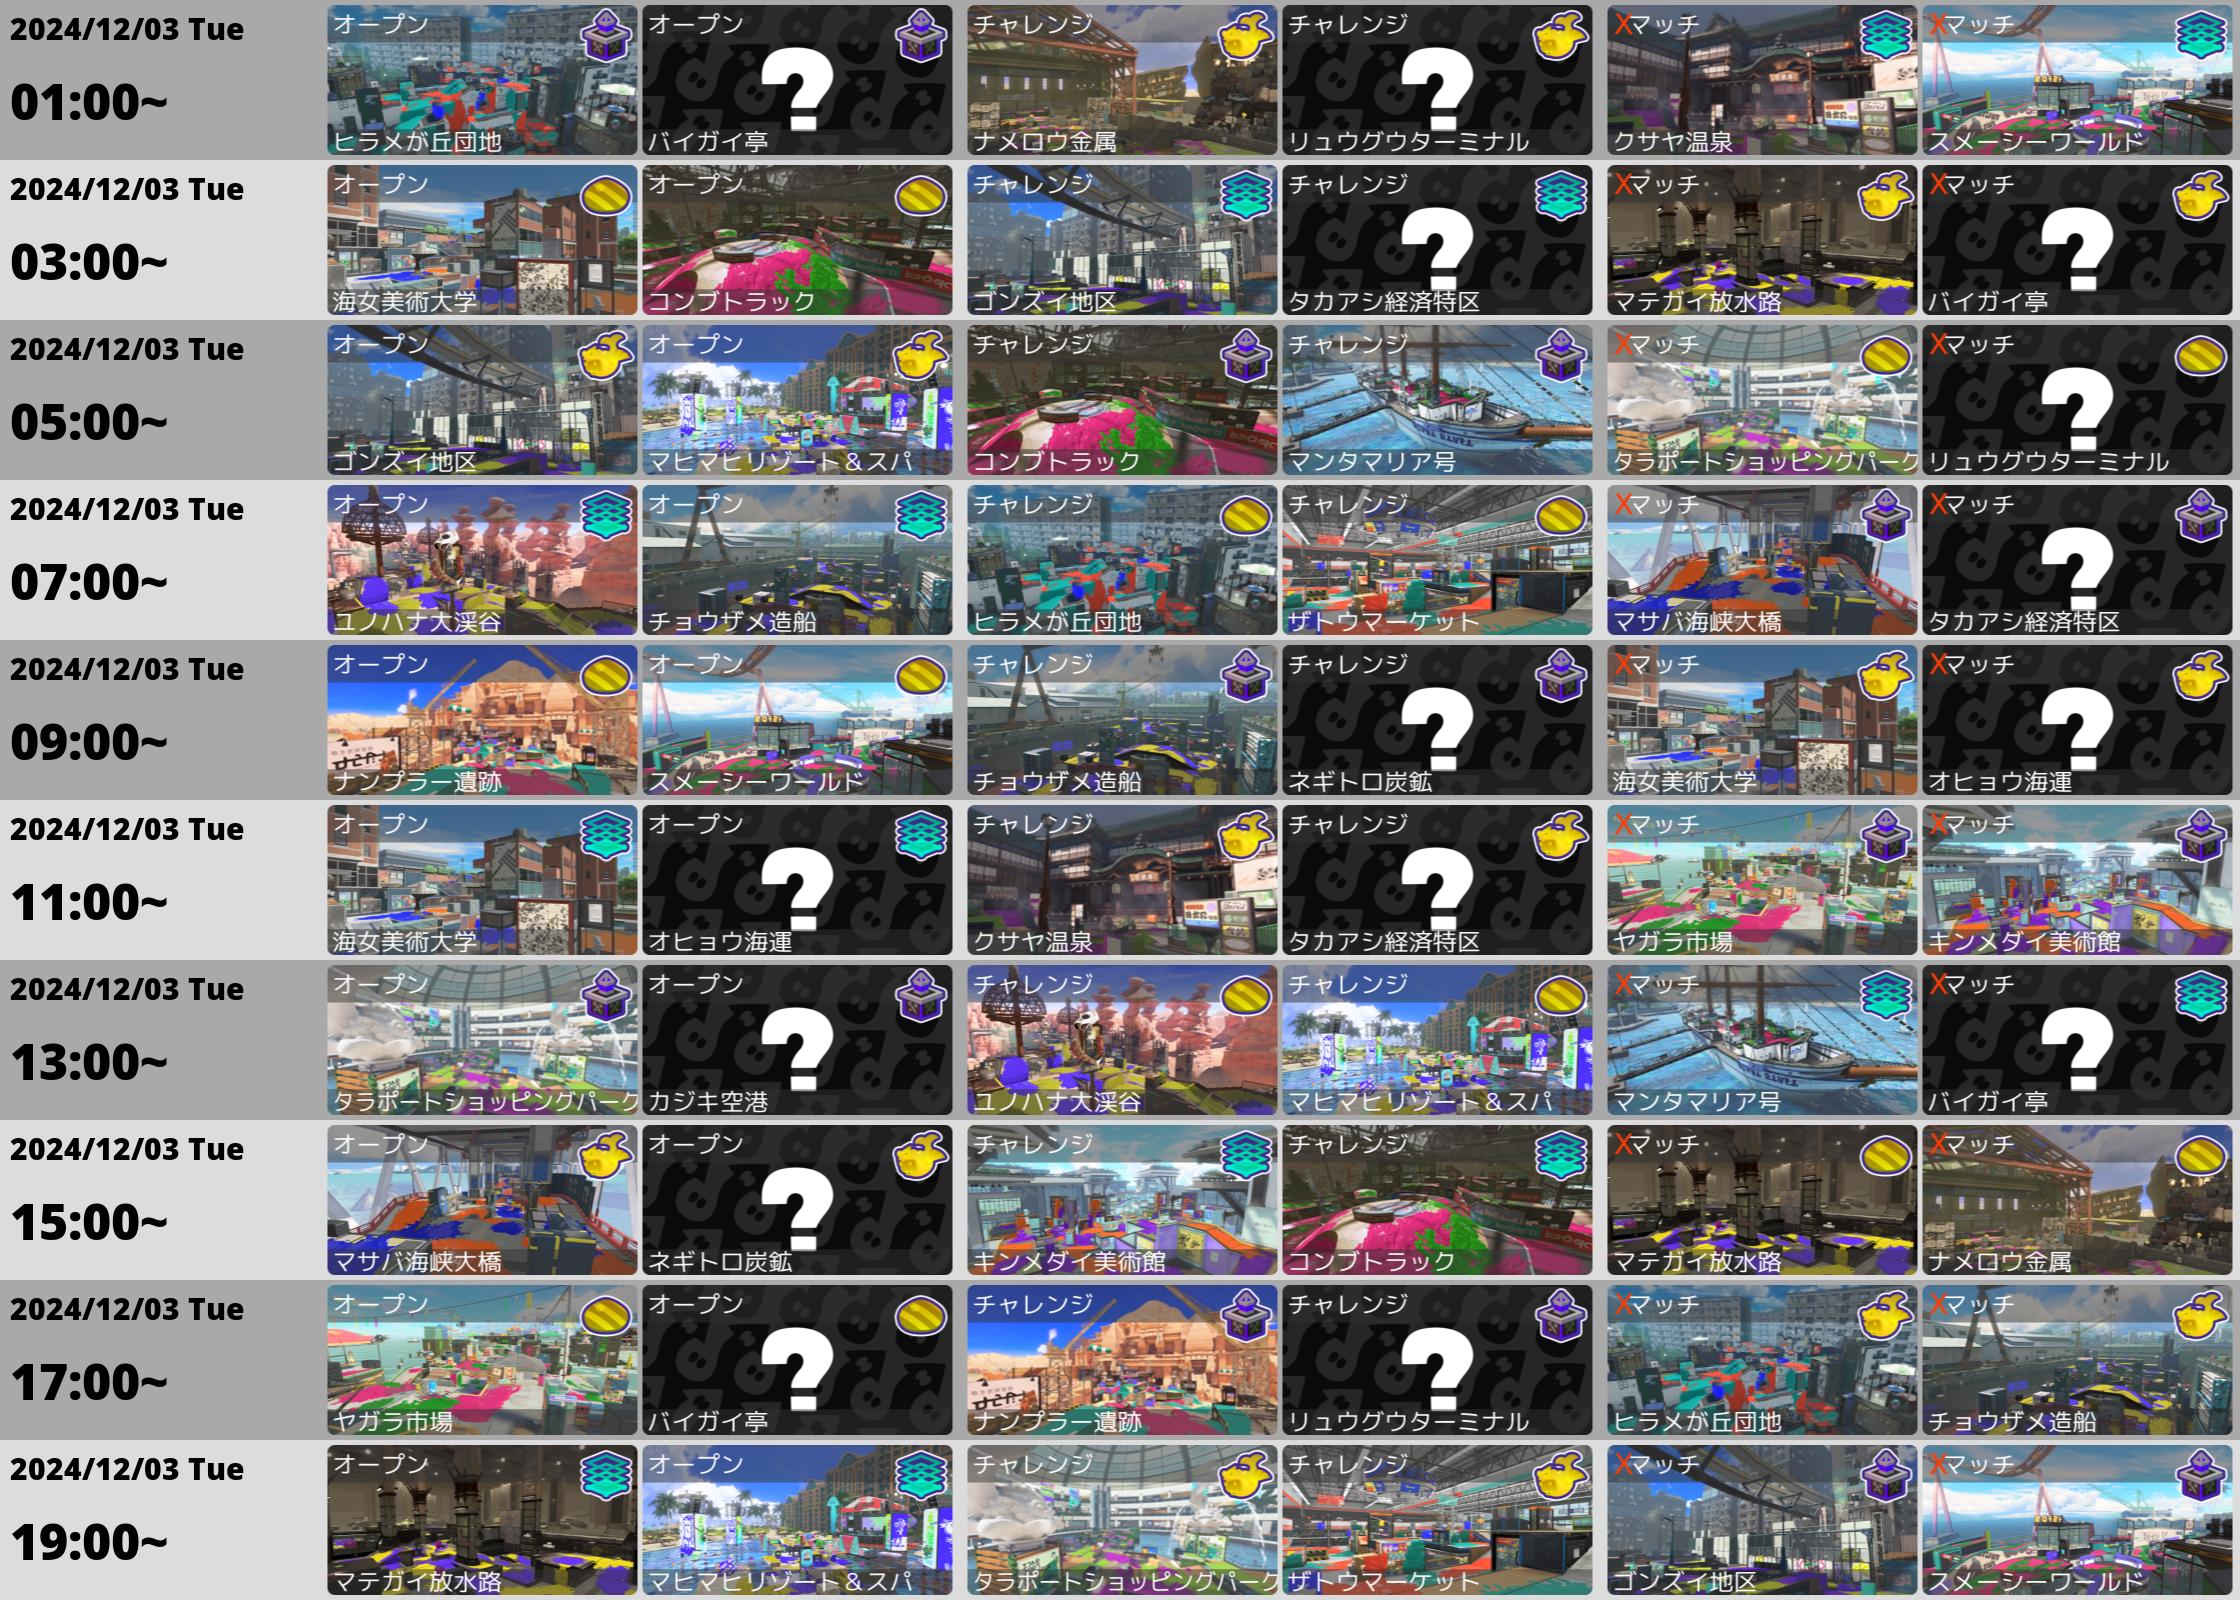 2024/12/03 Tue
01:00~
オープン
ヒラメが丘団地
オープン
バイガイ亭
チャレンジ
ナメロウ金属
チャレンジ
リュウグウターミナル
Xマッチ
クサヤ温泉
Xマッチ
スメーシーワールド
2024/12/03 Tue
03:00~
オープン
海女美術大学
オープン
コンブトラック
チャレンジ
ゴンズイ地区
チャレンジ
タカアシ経済特区
Xマッチ
マテガイ放水路
Xマッチ
バイガイ亭
2024/12/03 Tue
05:00~
オープン
ゴンズイ地区
オープン
マヒマヒリゾート＆スパ
チャレンジ
コンブトラック
チャレンジ
マンタマリア号
Xマッチ
タラポートショッピングパーク
Xマッチ
リュウグウターミナル
2024/12/03 Tue
07:00~
オープン
ユノハナ大渓谷
オープン
チョウザメ造船
チャレンジ
ヒラメが丘団地
チャレンジ
ザトウマーケット
Xマッチ
マサバ海峡大橋
Xマッチ
タカアシ経済特区
2024/12/03 Tue
09:00~
オープン
ナンプラー遺跡
オープン
スメーシーワールド
チャレンジ
チョウザメ造船
チャレンジ
ネギトロ炭鉱
Xマッチ
海女美術大学
Xマッチ
オヒョウ海運
2024/12/03 Tue
11:00~
オープン
海女美術大学
オープン
オヒョウ海運
チャレンジ
クサヤ温泉
チャレンジ
タカアシ経済特区
Xマッチ
ヤガラ市場
Xマッチ
キンメダイ美術館
2024/12/03 Tue
13:00~
オープン
タラポートショッピングパーク
オープン
カジキ空港
チャレンジ
ユノハナ大渓谷
チャレンジ
マヒマヒリゾート＆スパ
Xマッチ
マンタマリア号
Xマッチ
バイガイ亭
2024/12/03 Tue
15:00~
オープン
マサバ海峡大橋
オープン
ネギトロ炭鉱
チャレンジ
キンメダイ美術館
チャレンジ
コンブトラック
Xマッチ
マテガイ放水路
Xマッチ
ナメロウ金属
2024/12/03 Tue
17:00~
オープン
ヤガラ市場
オープン
バイガイ亭
チャレンジ
ナンプラー遺跡
チャレンジ
リュウグウターミナル
Xマッチ
ヒラメが丘団地
Xマッチ
チョウザメ造船
2024/12/03 Tue
19:00~
オープン
マテガイ放水路
オープン
マヒマヒリゾート＆スパ
チャレンジ
タラポートショッピングパーク
チャレンジ
ザトウマーケット
Xマッチ
ゴンズイ地区
Xマッチ
スメーシーワールド